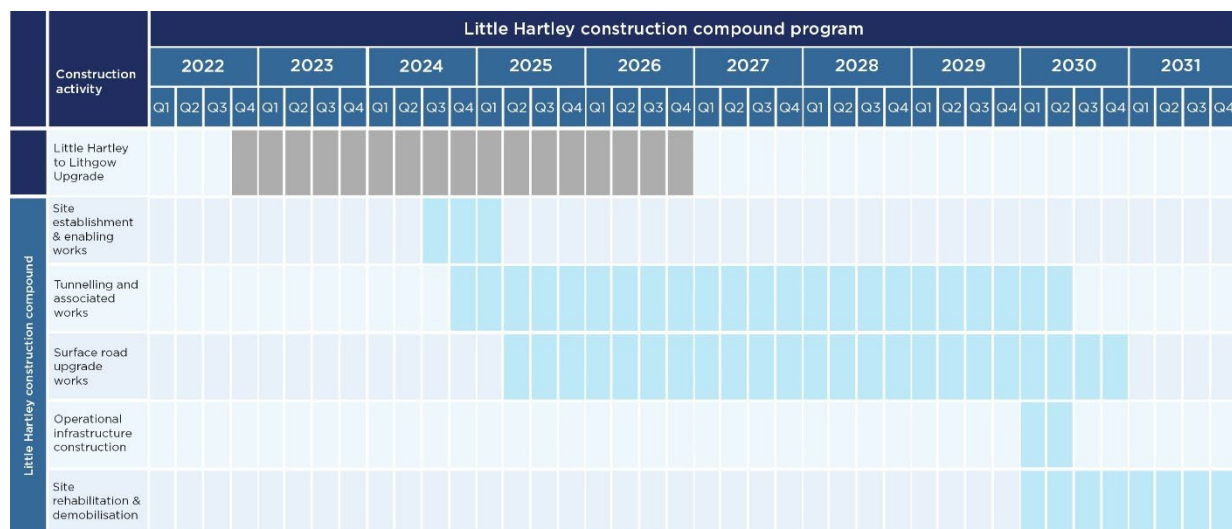 Little Hartley construction compound program
Construction
activity
2022 2023 2024 2025 2026 2027 2028 2029 2030 2031
Q1 Q2 Q3 Q4 Q1 Q2 Q3 Q4 Q1 Q2 Q3 Q4 Q1 Q2 Q3 Q4 Q1 Q2 Q3 Q4 Q1 Q2 Q3 Q4 Q1 Q2 Q3 Q4 Q1 Q2 Q3 Q4 Q1 Q2 Q3 Q4 Q1 Q2 Q3 Q4
Little Hartley
to Lithgow
Upgrade
Little Hartley construction compound
Site
establishment
& enabling
works
Tunnelling and
associated
works
Surface road
upgrade
works
Operational
infrastructure
construction
Site
rehabilitation &
demobilisation